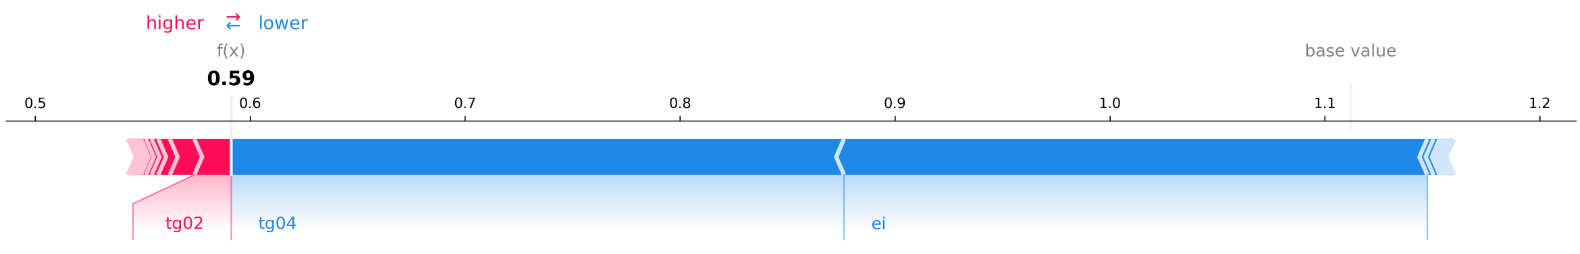 higher ⇄ lower
f(x) base value
0.59
0.5 0.6 0.7 0.8 0.9 1.0 1.1 1.2
tg02 tg04 ei